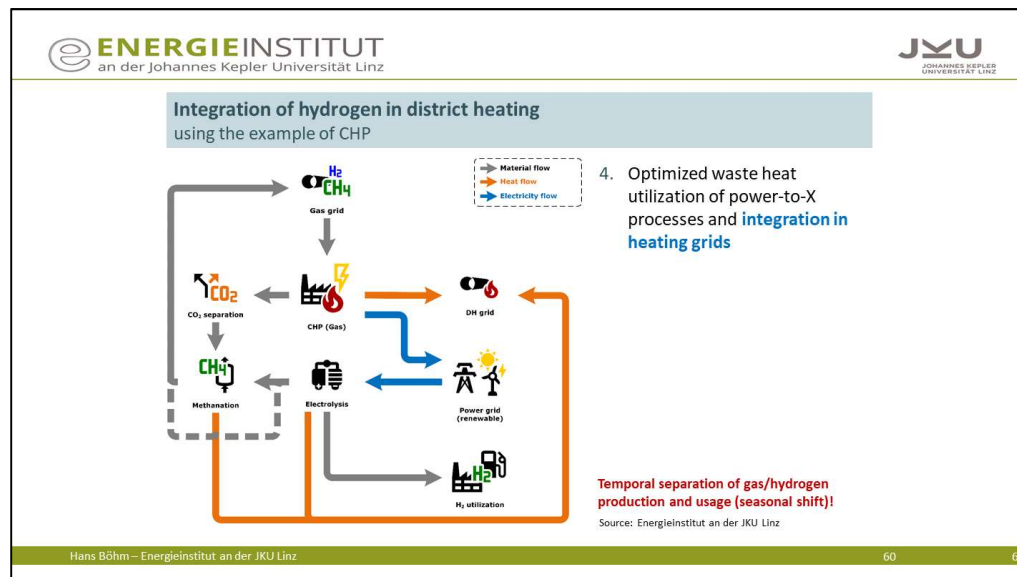 ENERGIEINSTITUT
an der Johannes Kepler Universität Linz
JKU
JOHANNES KEPLER
UNIVERSITÄT LINZ
Integration of hydrogen in district heating
using the example of CHP
H2
CH4
Gas grid
Material flow
Heat flow
Electricity flow
4. Optimized waste heat
utilization of power-to-X
processes and integration in
heating grids
CO2
CO₂ separation
CHP (Gas)
DH grid
CH4
Methanation
Electrolysis
Power grid
(renewable)
H2
H₂ utilization
Temporal separation of gas/hydrogen
production and usage (seasonal shift)!
Source: Energieinstitut an der JKU Linz
Hans Böhm – Energieinstitut an der JKU Linz
60
6